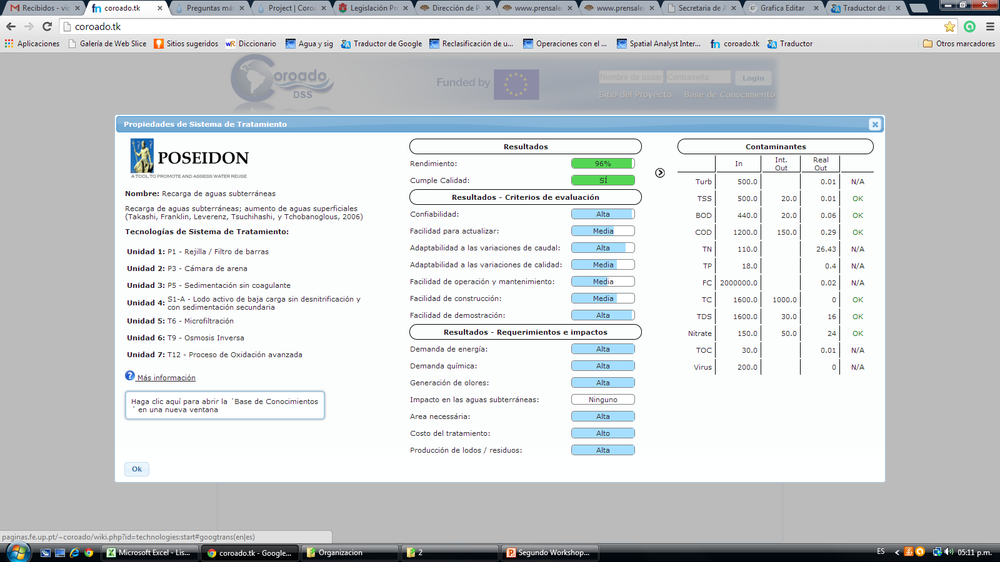 Recibidos - vic
coroado.tk
Preguntas más
Project | Coroa
Legislación Pro
Dirección de P
www.prensale
www.prensale
Secretaria de A
Grafica Editar
Traductor de G
coroado.tk
Aplicaciones
Galería de Web Slice
Sitios sugeridos
Diccionario
Agua y sig
Traductor de Google
Reclasificación de u...
Operaciones con el ...
Spatial Analyst Inter...
coroado.tk
Traductor
Otros marcadores
Coroado
DSS
Funded by
Nombre de usuar
Contraseña
Login
Sitio del Proyecto
Base de Conocimiento
Propiedades de Sistema de Tratamiento
POSEIDON
A TOOL TO PROMOTE AND ASSESS WATER REUSE
Nombre: Recarga de aguas subterráneas
Recarga de aguas subterráneas; aumento de aguas superficiales
(Takashi, Franklin, Leverenz, Tsuchihashi, y Tchobanoglous, 2006)
Tecnologías de Sistema de Tratamiento:
Unidad 1: P1 - Rejilla / Filtro de barras
Unidad 2: P3 - Cámara de arena
Unidad 3: P5 - Sedimentación sin coagulante
Unidad 4: S1-A - Lodo activo de baja carga sin desnitrificación y
con sedimentación secundaria
Unidad 5: T6 - Microfiltración
Unidad 6: T9 - Osmosis Inversa
Unidad 7: T12 - Proceso de Oxidación avanzada
Más información
Haga clic aquí para abrir la ´Base de Conocimientos
´ en una nueva ventana
Ok
Resultados
Rendimiento: 96%
Cumple Calidad: SÍ
Resultados - Criterios de evaluación
Confiabilidad: Alta
Facilidad para actualizar: Media
Adaptabilidad a las variaciones de caudal: Alta
Adaptabilidad a las variaciones de calidad: Media
Facilidad de operación y mantenimiento: Media
Facilidad de construcción: Media
Facilidad de demostración: Alta
Resultados - Requerimientos e impactos
Demanda de energía: Alta
Demanda química: Alta
Generación de olores: Alta
Impacto en las aguas subterráneas: Ninguno
Area necessária: Alta
Costo del tratamiento: Alto
Producción de lodos / residuos: Alta
Contaminantes
In Int. Out Real Out
Turb 500.0 0.01 N/A
TSS 500.0 20.0 0.01 OK
BOD 440.0 20.0 0.06 OK
COD 1200.0 150.0 0.29 OK
TN 110.0 26.43 N/A
TP 18.0 0.4 N/A
FC 2000000.0 0.02 N/A
TC 1600.0 1000.0 0 OK
TDS 1600.0 30.0 16 OK
Nitrate 150.0 50.0 24 OK
TOC 30.0 0.01 N/A
Virus 200.0 0 N/A
paginas.fe.up.pt/~coroado/wiki.php?id=technologies:start#googtrans(en|es)
Microsoft Excel - Lis...
coroado.tk - Google...
Organizacion
2
Segundo Workshop...
ES
05:11 p.m.